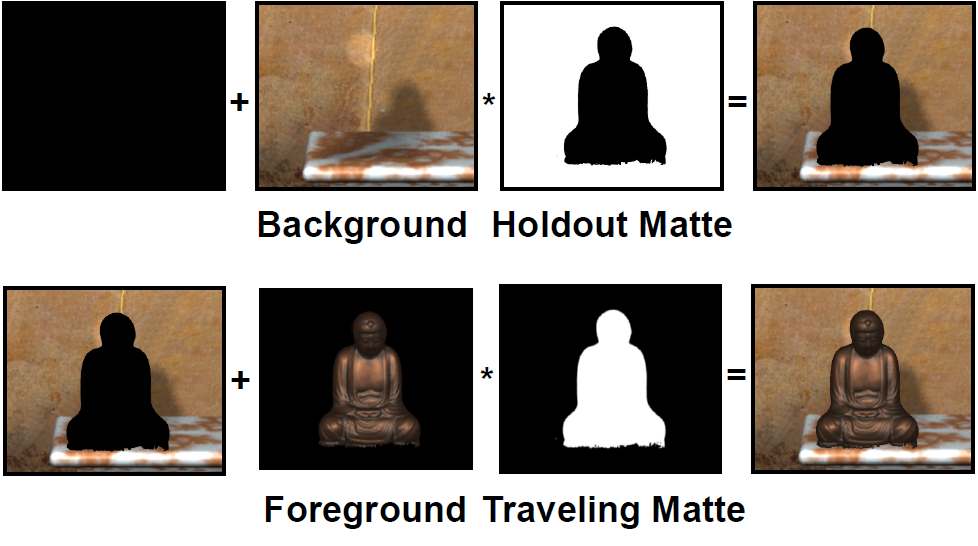 + * =
Background Holdout Matte
+ * =
Foreground Traveling Matte